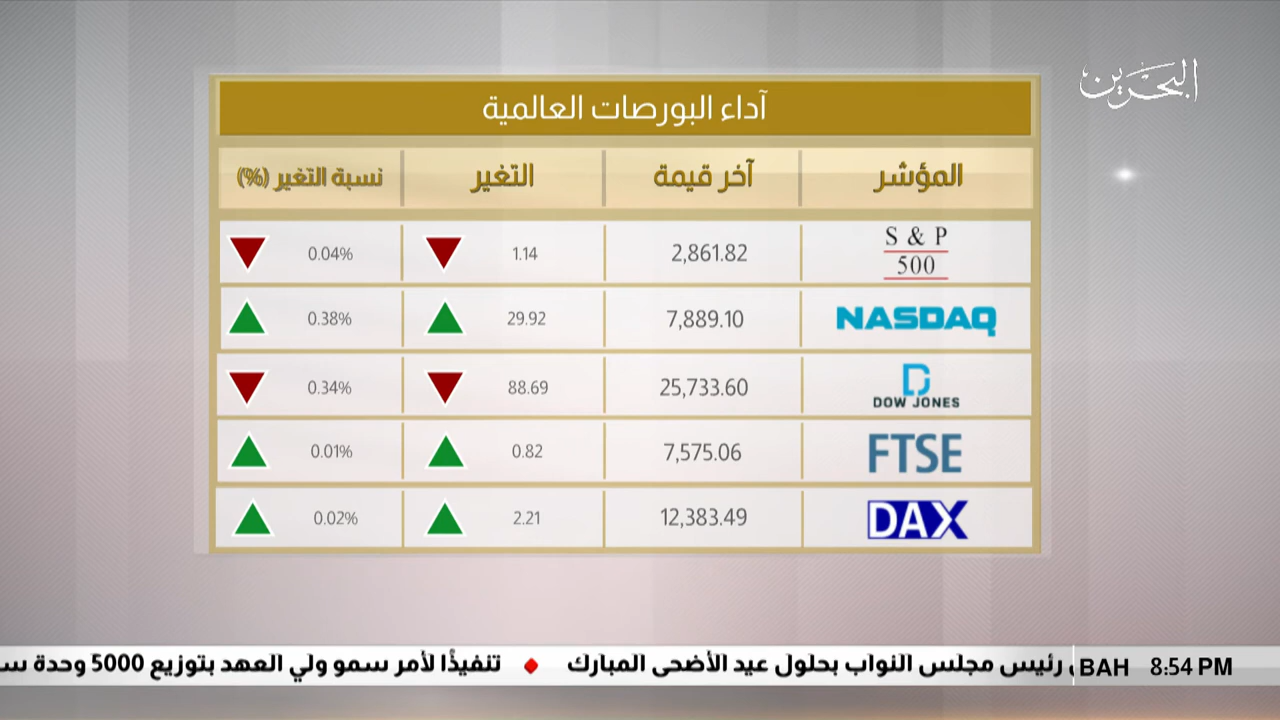 البحرين
آداء البورصات العالمية
المؤشر آخر قيمة التغير نسبة التغير (%)
S & P 500 2,861.82 1.14 0.04%
NASDAQ 7,889.10 29.92 0.38%
DOW JONES 25,733.60 88.69 0.34%
FTSE 7,575.06 0.82 0.01%
DAX 12,383.49 2.21 0.02%
رئيس مجلس النواب بحلول عيد الأضحى المبارك
تنفيذًا لأمر سمو ولي العهد بتوزيع 5000 وحدة
BAH 8:54 PM